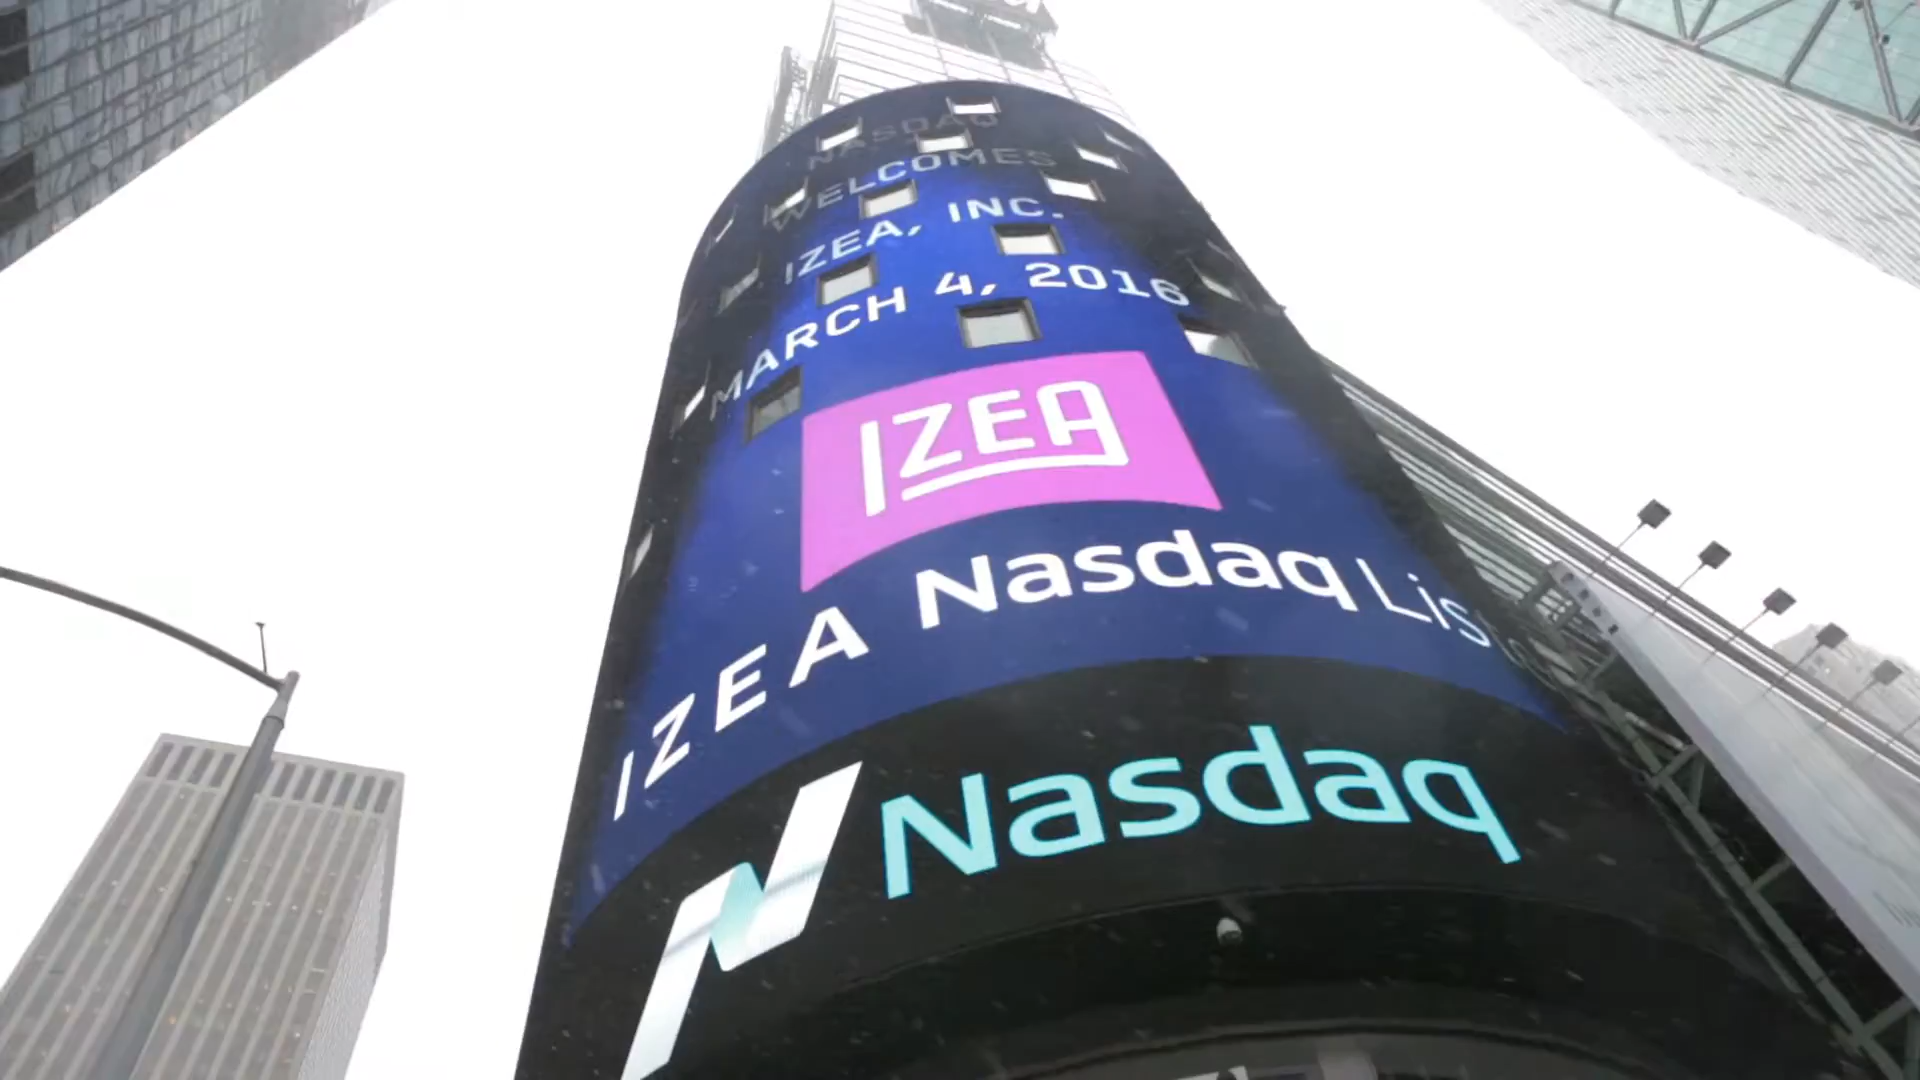 NASDAQ
WELCOMES
IZEA, INC.
MARCH 4, 2016
IZEA
IZEA Nasdaq
Nasdaq